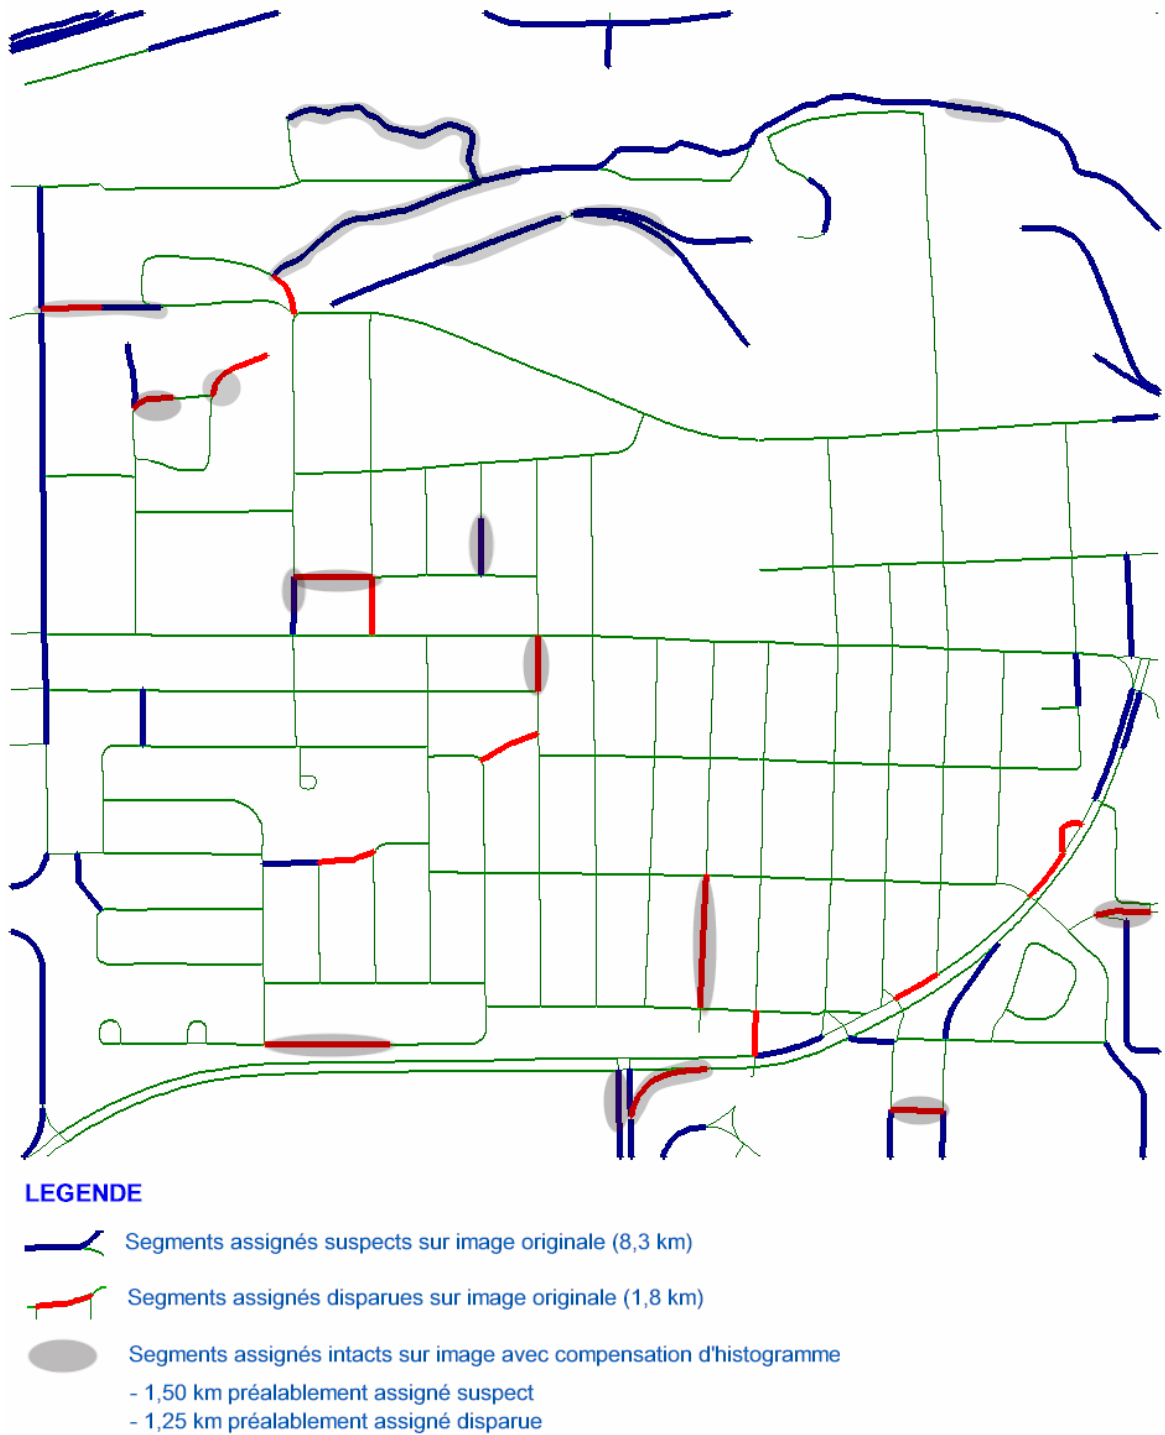 LEGENDE
Segments assignés suspects sur image originale (8,3 km)
Segments assignés disparues sur image originale (1,8 km)
Segments assignés intacts sur image avec compensation d'histogramme
- 1,50 km préalablement assigné suspect
- 1,25 km préalablement assigné disparue